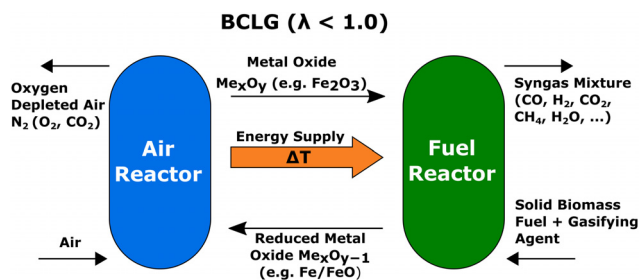 BCLG (λ < 1.0)
Oxygen
Depleted Air
N₂ (O₂, CO₂)
Air
Air
Reactor
Metal Oxide
MeₓOᵧ (e.g. Fe₂O₃)
Energy Supply
ΔT
Reduced Metal
Oxide MeₓOᵧ₋₁
(e.g. Fe/FeO)
Fuel
Reactor
Syngas Mixture
(CO, H₂, CO₂,
CH₄, H₂O, ...)
Solid Biomass
Fuel + Gasifying
Agent